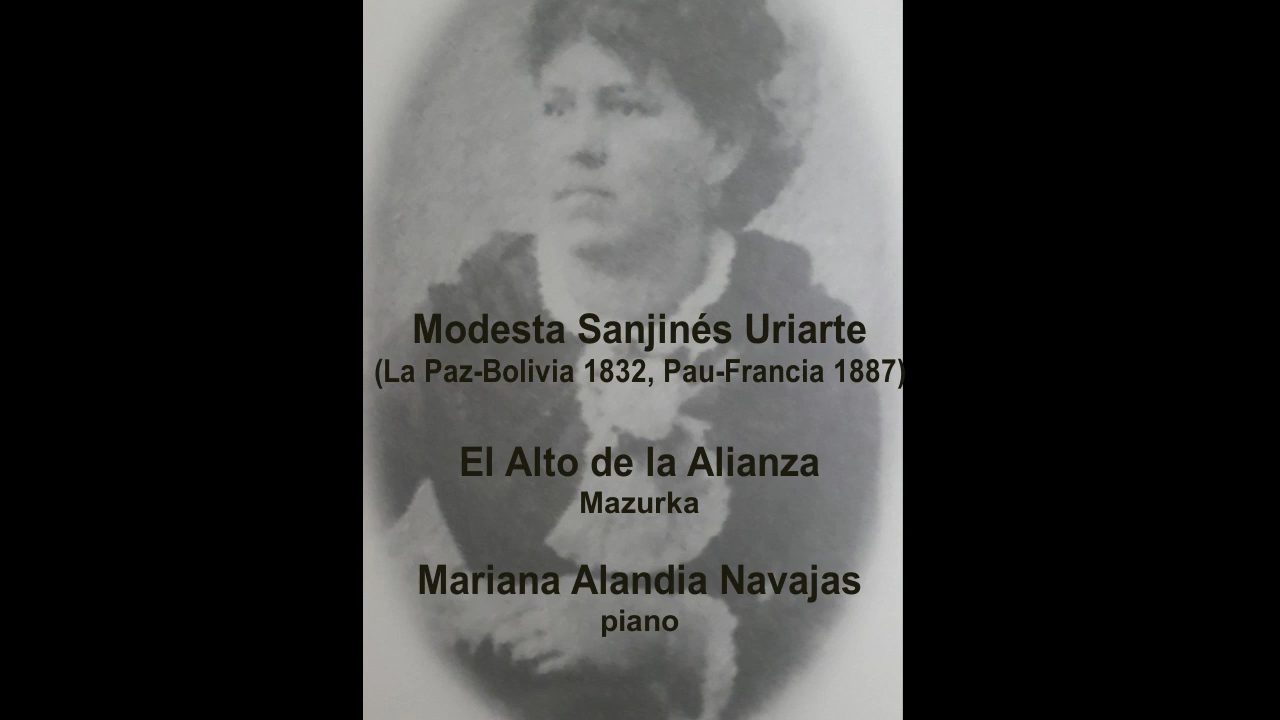 Modesta Sanjinés Uriarte
(La Paz-Bolivia 1832, Pau-Francia 1887)
El Alto de la Alianza
Mazurka
Mariana Alandia Navajas
piano